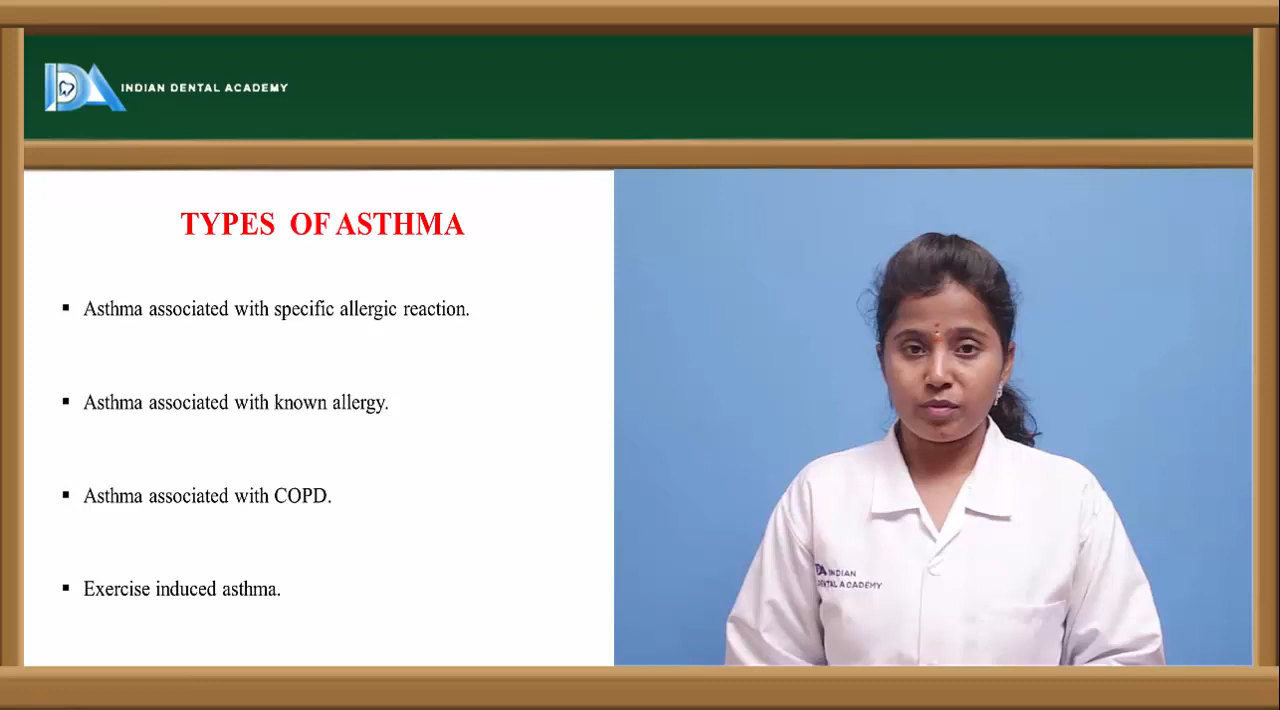 IDA INDIAN DENTAL ACADEMY
TYPES OF ASTHMA
▪ Asthma associated with specific allergic reaction.
▪ Asthma associated with known allergy.
▪ Asthma associated with COPD.
▪ Exercise induced asthma.
INDIAN
DENTAL ACADEMY